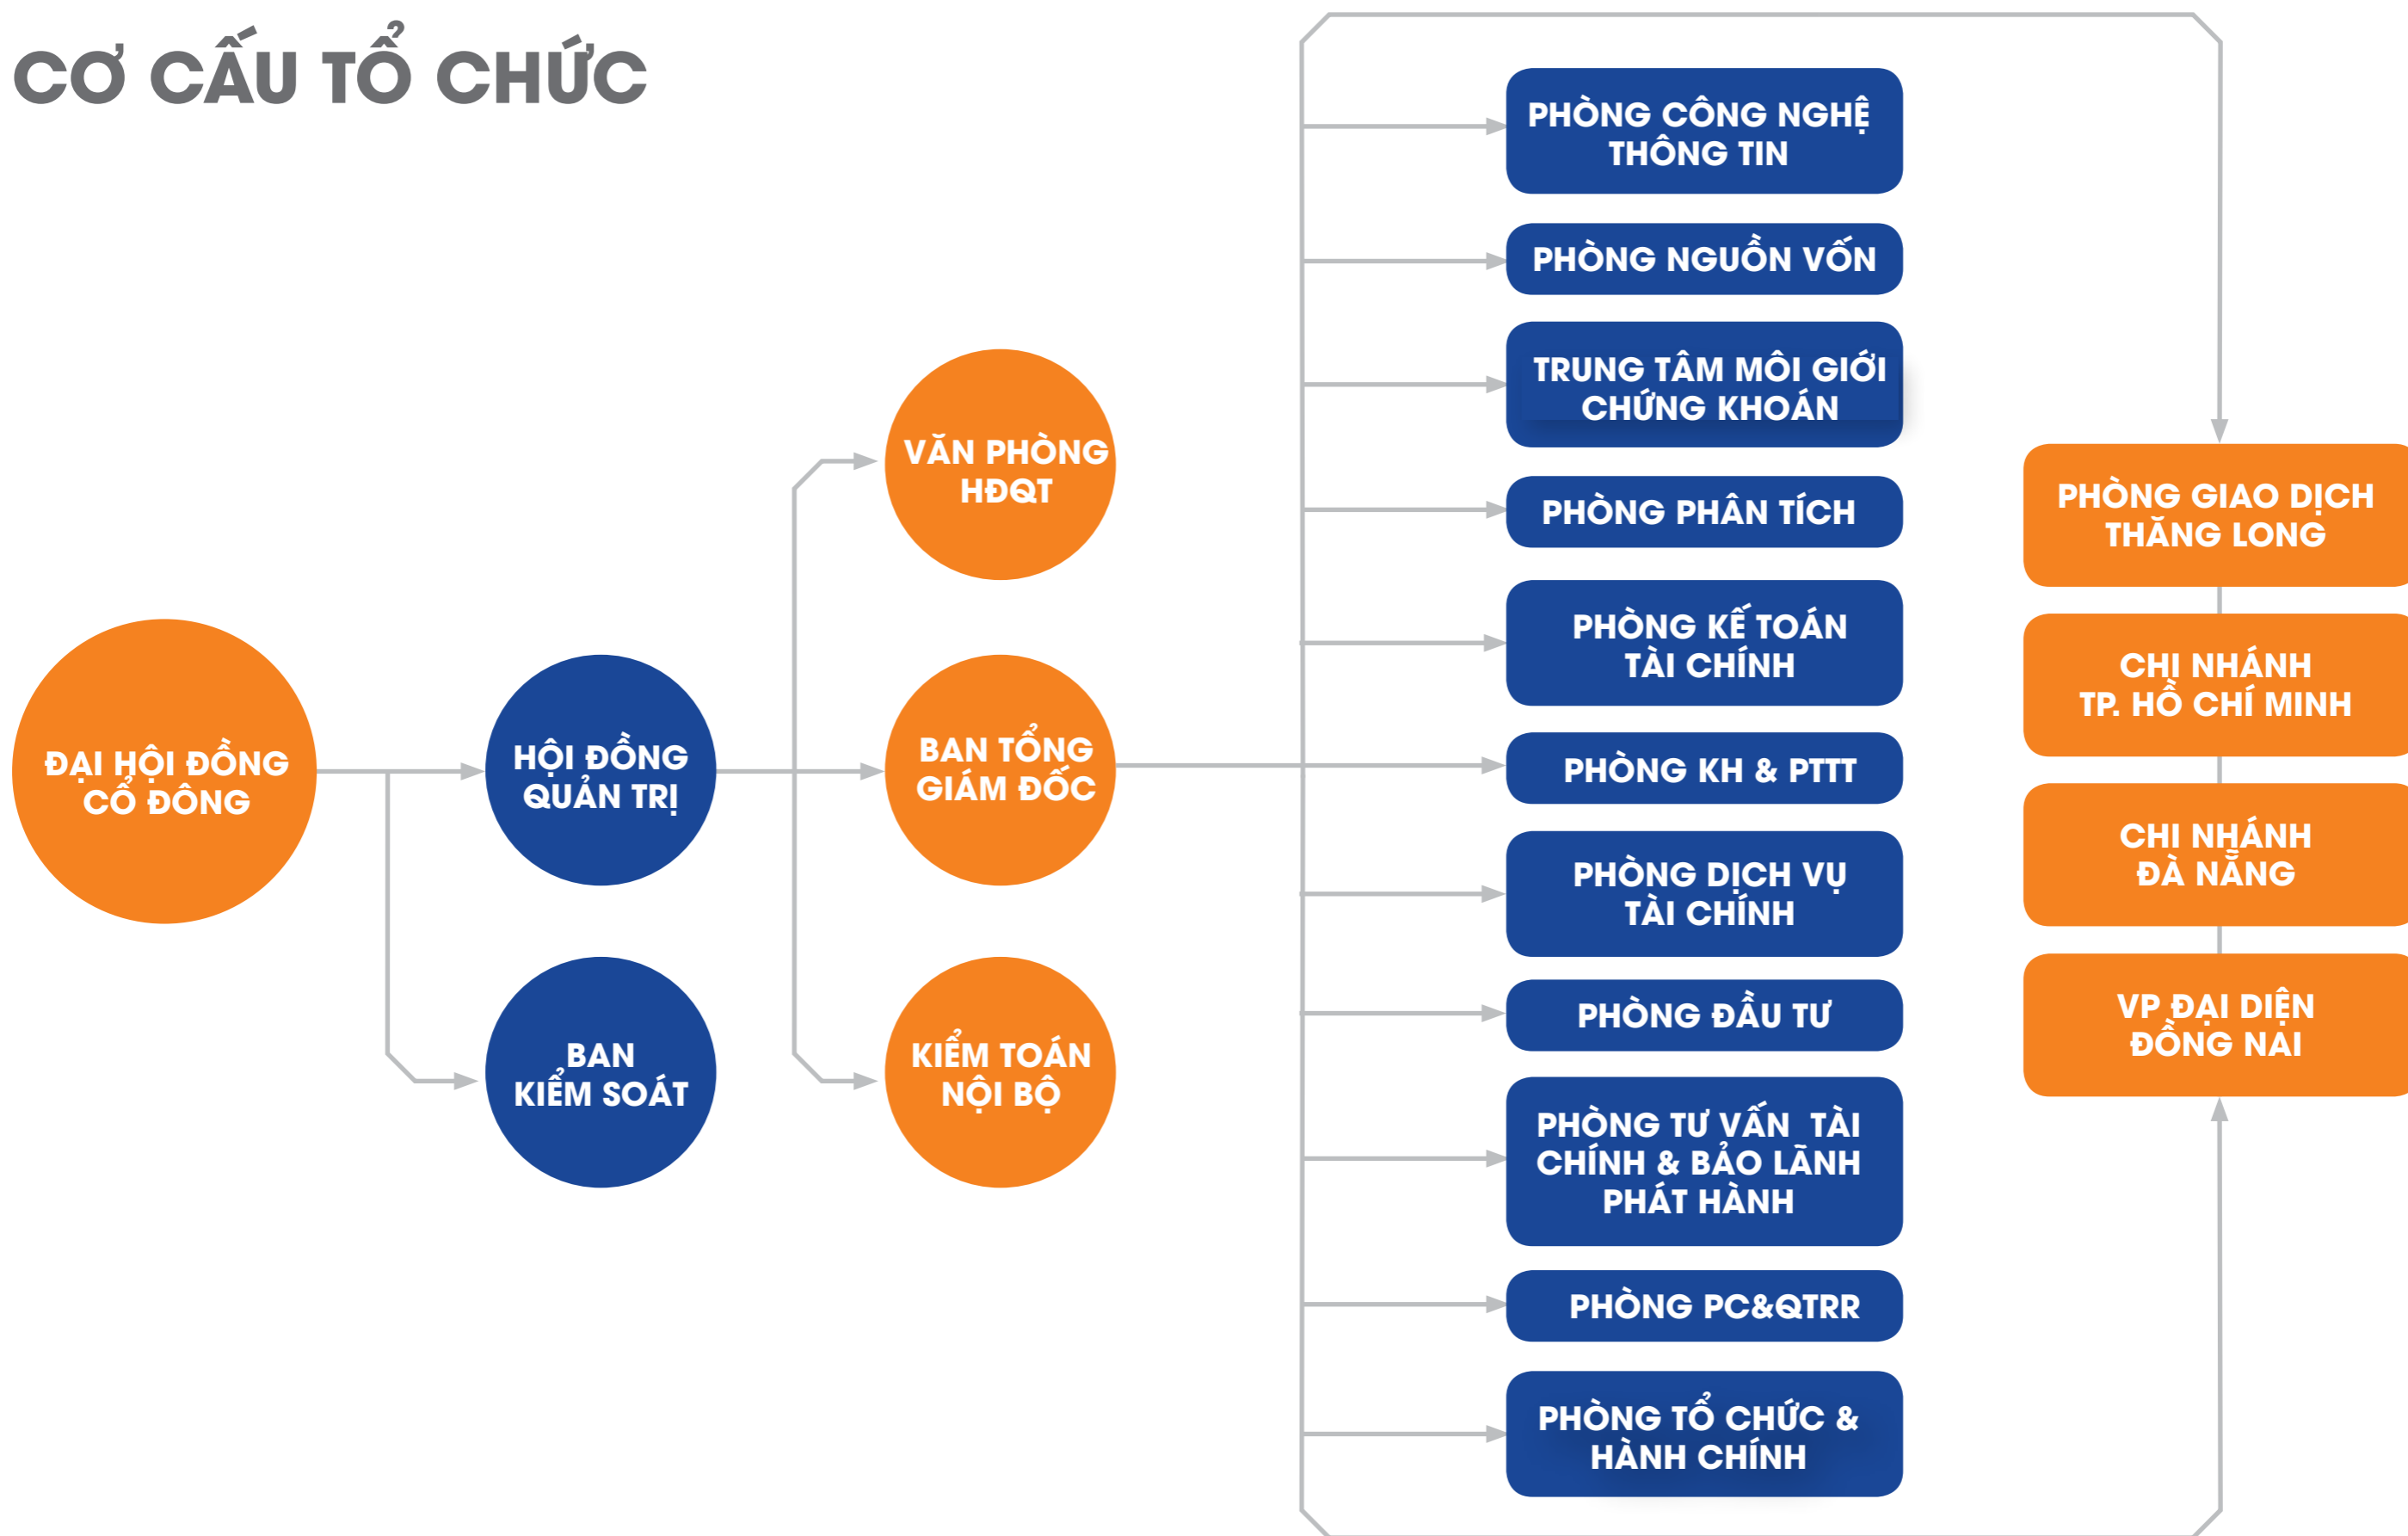 CƠ CẤU TỔ CHỨC
ĐẠI HỘI ĐỒNG
CỔ ĐÔNG
HỘI ĐỒNG
QUẢN TRỊ
BAN
KIỂM SOÁT
VĂN PHÒNG
HĐQT
BAN TỔNG
GIÁM ĐỐC
KIỂM TOÁN
NỘI BỘ
PHÒNG CÔNG NGHỆ
THÔNG TIN
PHÒNG NGUỒN VỐN
TRUNG TÂM MÔI GIỚI
CHỨNG KHOÁN
PHÒNG PHÂN TÍCH
PHÒNG KẾ TOÁN
TÀI CHÍNH
PHÒNG KH & PTTT
PHÒNG DỊCH VỤ
TÀI CHÍNH
PHÒNG ĐẦU TƯ
PHÒNG TƯ VẤN TÀI
CHÍNH & BẢO LÃNH
PHÁT HÀNH
PHÒNG PC&QTRR
PHÒNG TỔ CHỨC &
HÀNH CHÍNH
PHÒNG GIAO DỊCH
THĂNG LONG
CHI NHÁNH
TP. HỒ CHÍ MINH
CHI NHÁNH
ĐÀ NẴNG
VP ĐẠI DIỆN
ĐỒNG NAI